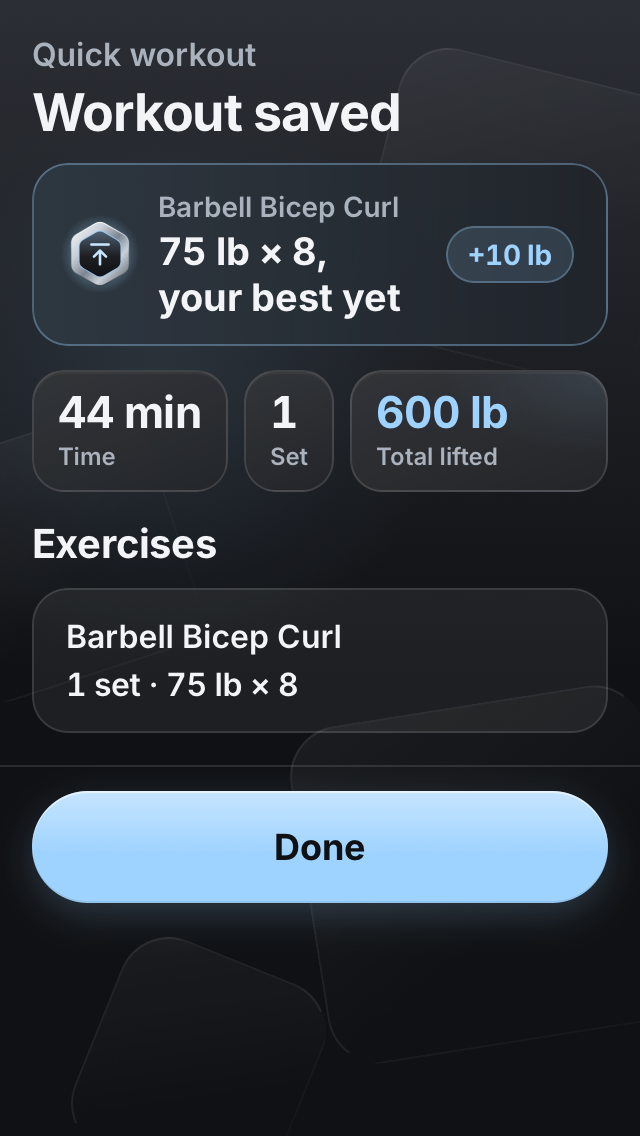 Quick workout
Workout saved
Barbell Bicep Curl
75 lb × 8,
your best yet
+10 lb
44 min
Time
1
Set
600 lb
Total lifted
Exercises
Barbell Bicep Curl
1 set · 75 lb × 8
Done